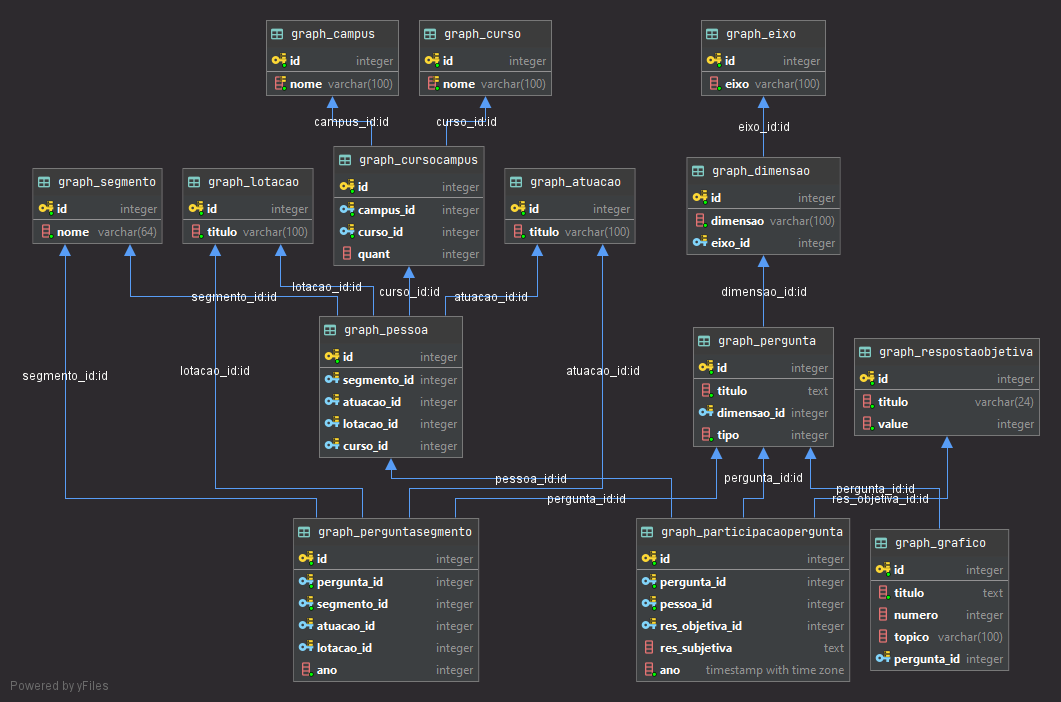 graph_campus
id integer
nome varchar(100)
graph_curso
id integer
nome varchar(100)
graph_eixo
id integer
eixo varchar(100)
campus_id:id
curso_id:id
eixo_id:id
graph_cursocampus
id integer
campus_id integer
curso_id integer
quant integer
graph_segmento
id integer
nome varchar(64)
graph_lotacao
id integer
titulo varchar(100)
graph_atuacao
id integer
titulo varchar(100)
graph_dimensao
id integer
dimensao varchar(100)
eixo_id integer
segmento_id:id
lotacao_id:id
curso_id:id
atuacao_id:id
dimensao_id:id
graph_pessoa
id integer
segmento_id integer
atuacao_id integer
lotacao_id integer
curso_id integer
graph_pergunta
id integer
titulo text
dimensao_id integer
tipo integer
graph_respostaobjetiva
id integer
titulo varchar(24)
value integer
segmento_id:id
lotacao_id:id
atuacao_id:id
pessoa_id:id
pergunta_id:id
pergunta_id:id
pergunta_id:id
res_objetiva_id:id
graph_perguntasegmento
id integer
pergunta_id integer
segmento_id integer
atuacao_id integer
lotacao_id integer
ano integer
graph_participacaopergunta
id integer
pergunta_id integer
pessoa_id integer
res_objetiva_id integer
res_subjetiva text
ano timestamp with time zone
graph_grafico
id integer
titulo text
numero integer
topico varchar(100)
pergunta_id integer
Powered by yFiles